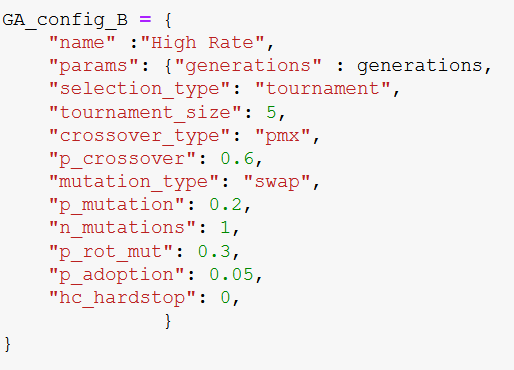 GA_config_B = {
    "name" :"High Rate",
    "params": {"generations" : generations,
    "selection_type": "tournament",
    "tournament_size": 5,
    "crossover_type": "pmx",
    "p_crossover": 0.6,
    "mutation_type": "swap",
    "p_mutation": 0.2,
    "n_mutations": 1,
    "p_rot_mut": 0.3,
    "p_adoption": 0.05,
    "hc_hardstop": 0,
              }
}